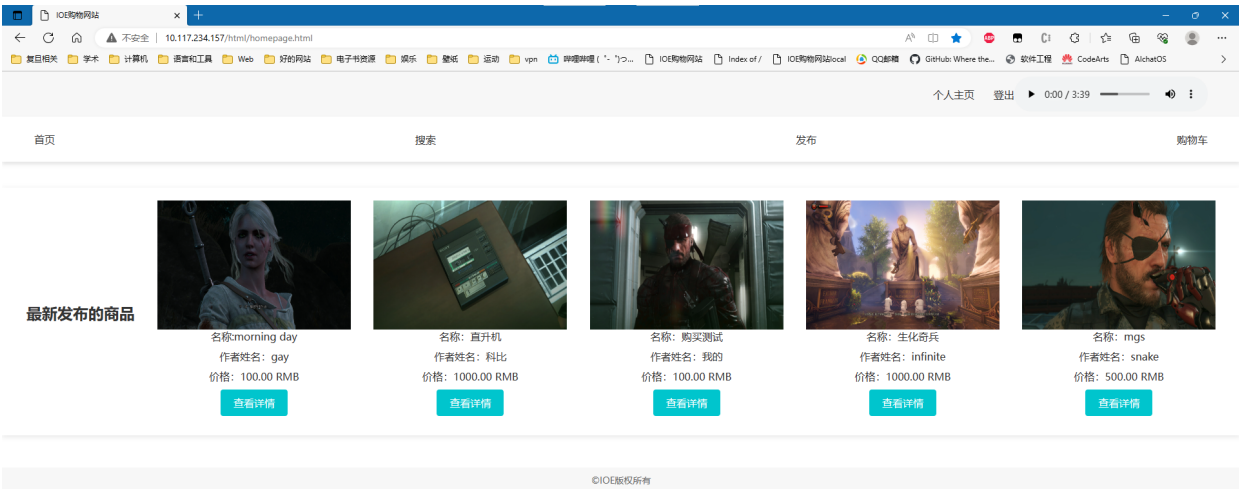 IOE购物网站
不安全 | 10.117.234.157/html/homepage.html
复旦相关 学术 计算机 语言和工具 Web 好的网站 电子书资源 娱乐 壁纸 运动 vpn 哔哩哔哩 ( ゜- ゜)つ... IOE购物网站 Index of / IOE购物网站local QQ邮箱 GitHub: Where the... 软件工程 CodeArts AIchatOS
个人主页 登出 0:00 / 3:39
首页 搜索 发布 购物车
最新发布的商品
名称:morning day
作者姓名：gay
价格：100.00 RMB
查看详情
名称：直升机
作者姓名：科比
价格：1000.00 RMB
查看详情
名称：购买测试
作者姓名：我的
价格：100.00 RMB
查看详情
名称：生化奇兵
作者姓名：infinite
价格：1000.00 RMB
查看详情
名称：mgs
作者姓名：snake
价格：500.00 RMB
查看详情
©IOE版权所有